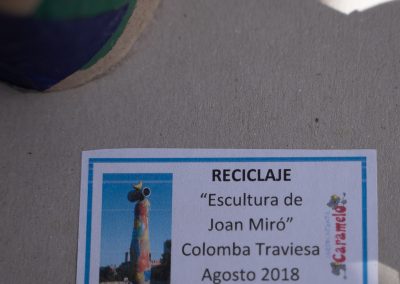 RECICLAJE
“Escultura de
Joan Miró”
Colomba Traviesa
Agosto 2018
Caramelo